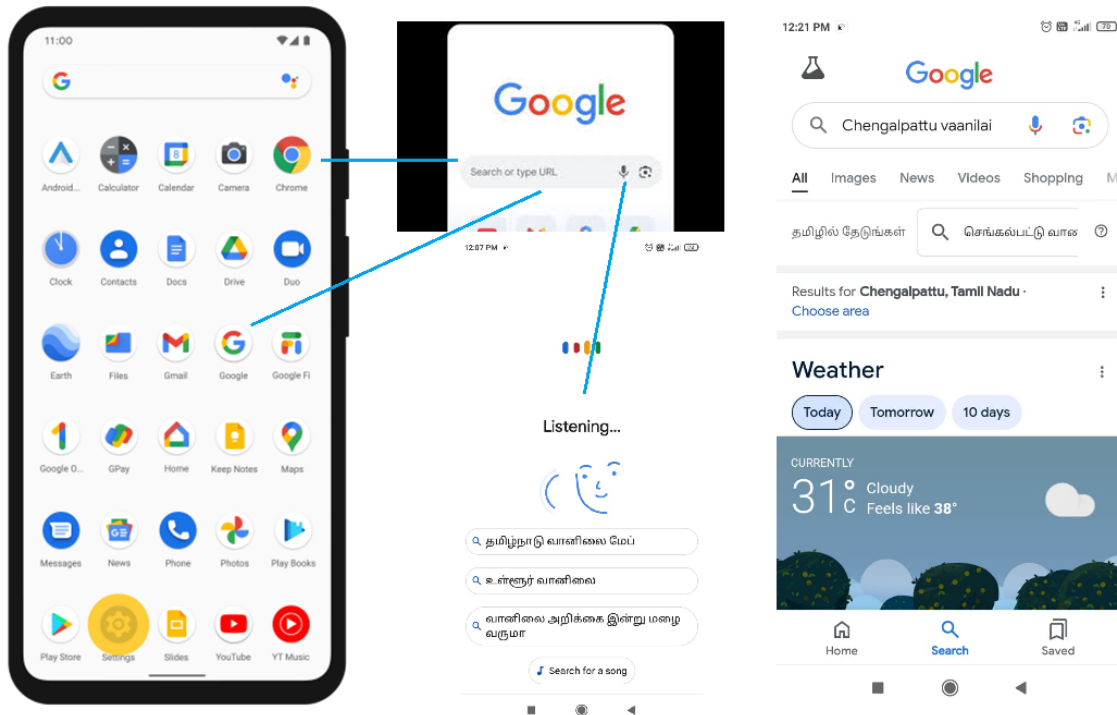 11:00
Android... Calculator Calendar Camera Chrome
Clock Contacts Docs Drive Duo
Earth Files Gmail Google Google Fi
Google O... GPay Home Keep Notes Maps
Messages News Phone Photos Play Books
Play Store Settings Slides YouTube YT Music
Google
Search or type URL
12:07 PM
Listening...
தமிழ்நாடு வானிலை மேப்
உள்ளூர் வானிலை
வானிலை அறிக்கை இன்று மழை
வருமா
Search for a song
12:21 PM
70
Google
Chengalpattu vaanilai
All Images News Videos Shopping M
தமிழில் தேடுங்கள்
செங்கல்பட்டு வான
Results for Chengalpattu, Tamil Nadu ·
Choose area
Weather
Today Tomorrow 10 days
CURRENTLY
31°C
Cloudy
Feels like 38°
Home Search Saved